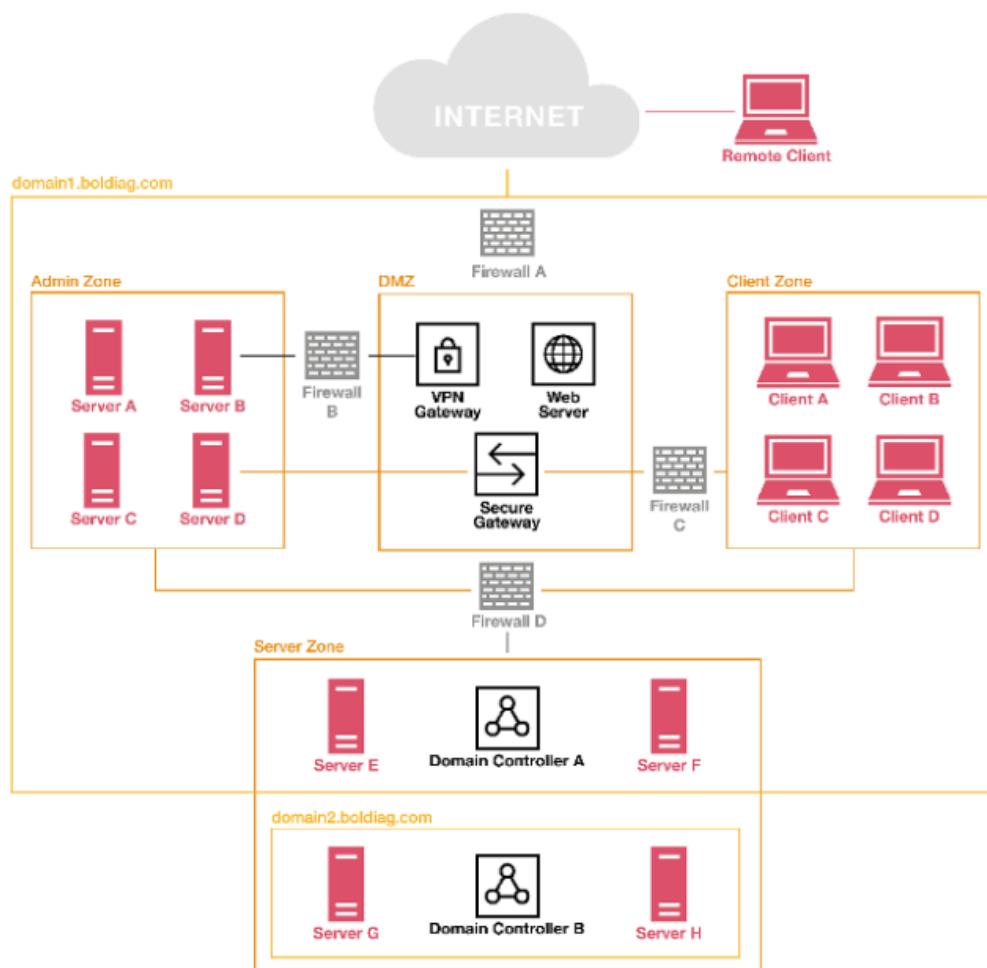 INTERNET
Remote Client
domain1.boldiag.com
Firewall A
Admin Zone
DMZ
Client Zone
Server A
Server B
Firewall
B
VPN
Gateway
Web
Server
Client A
Client B
Server C
Server D
Secure
Gateway
Firewall
C
Client C
Client D
Firewall D
Server Zone
Server E
Domain Controller A
Server F
domain2.boldiag.com
Server G
Domain Controller B
Server H